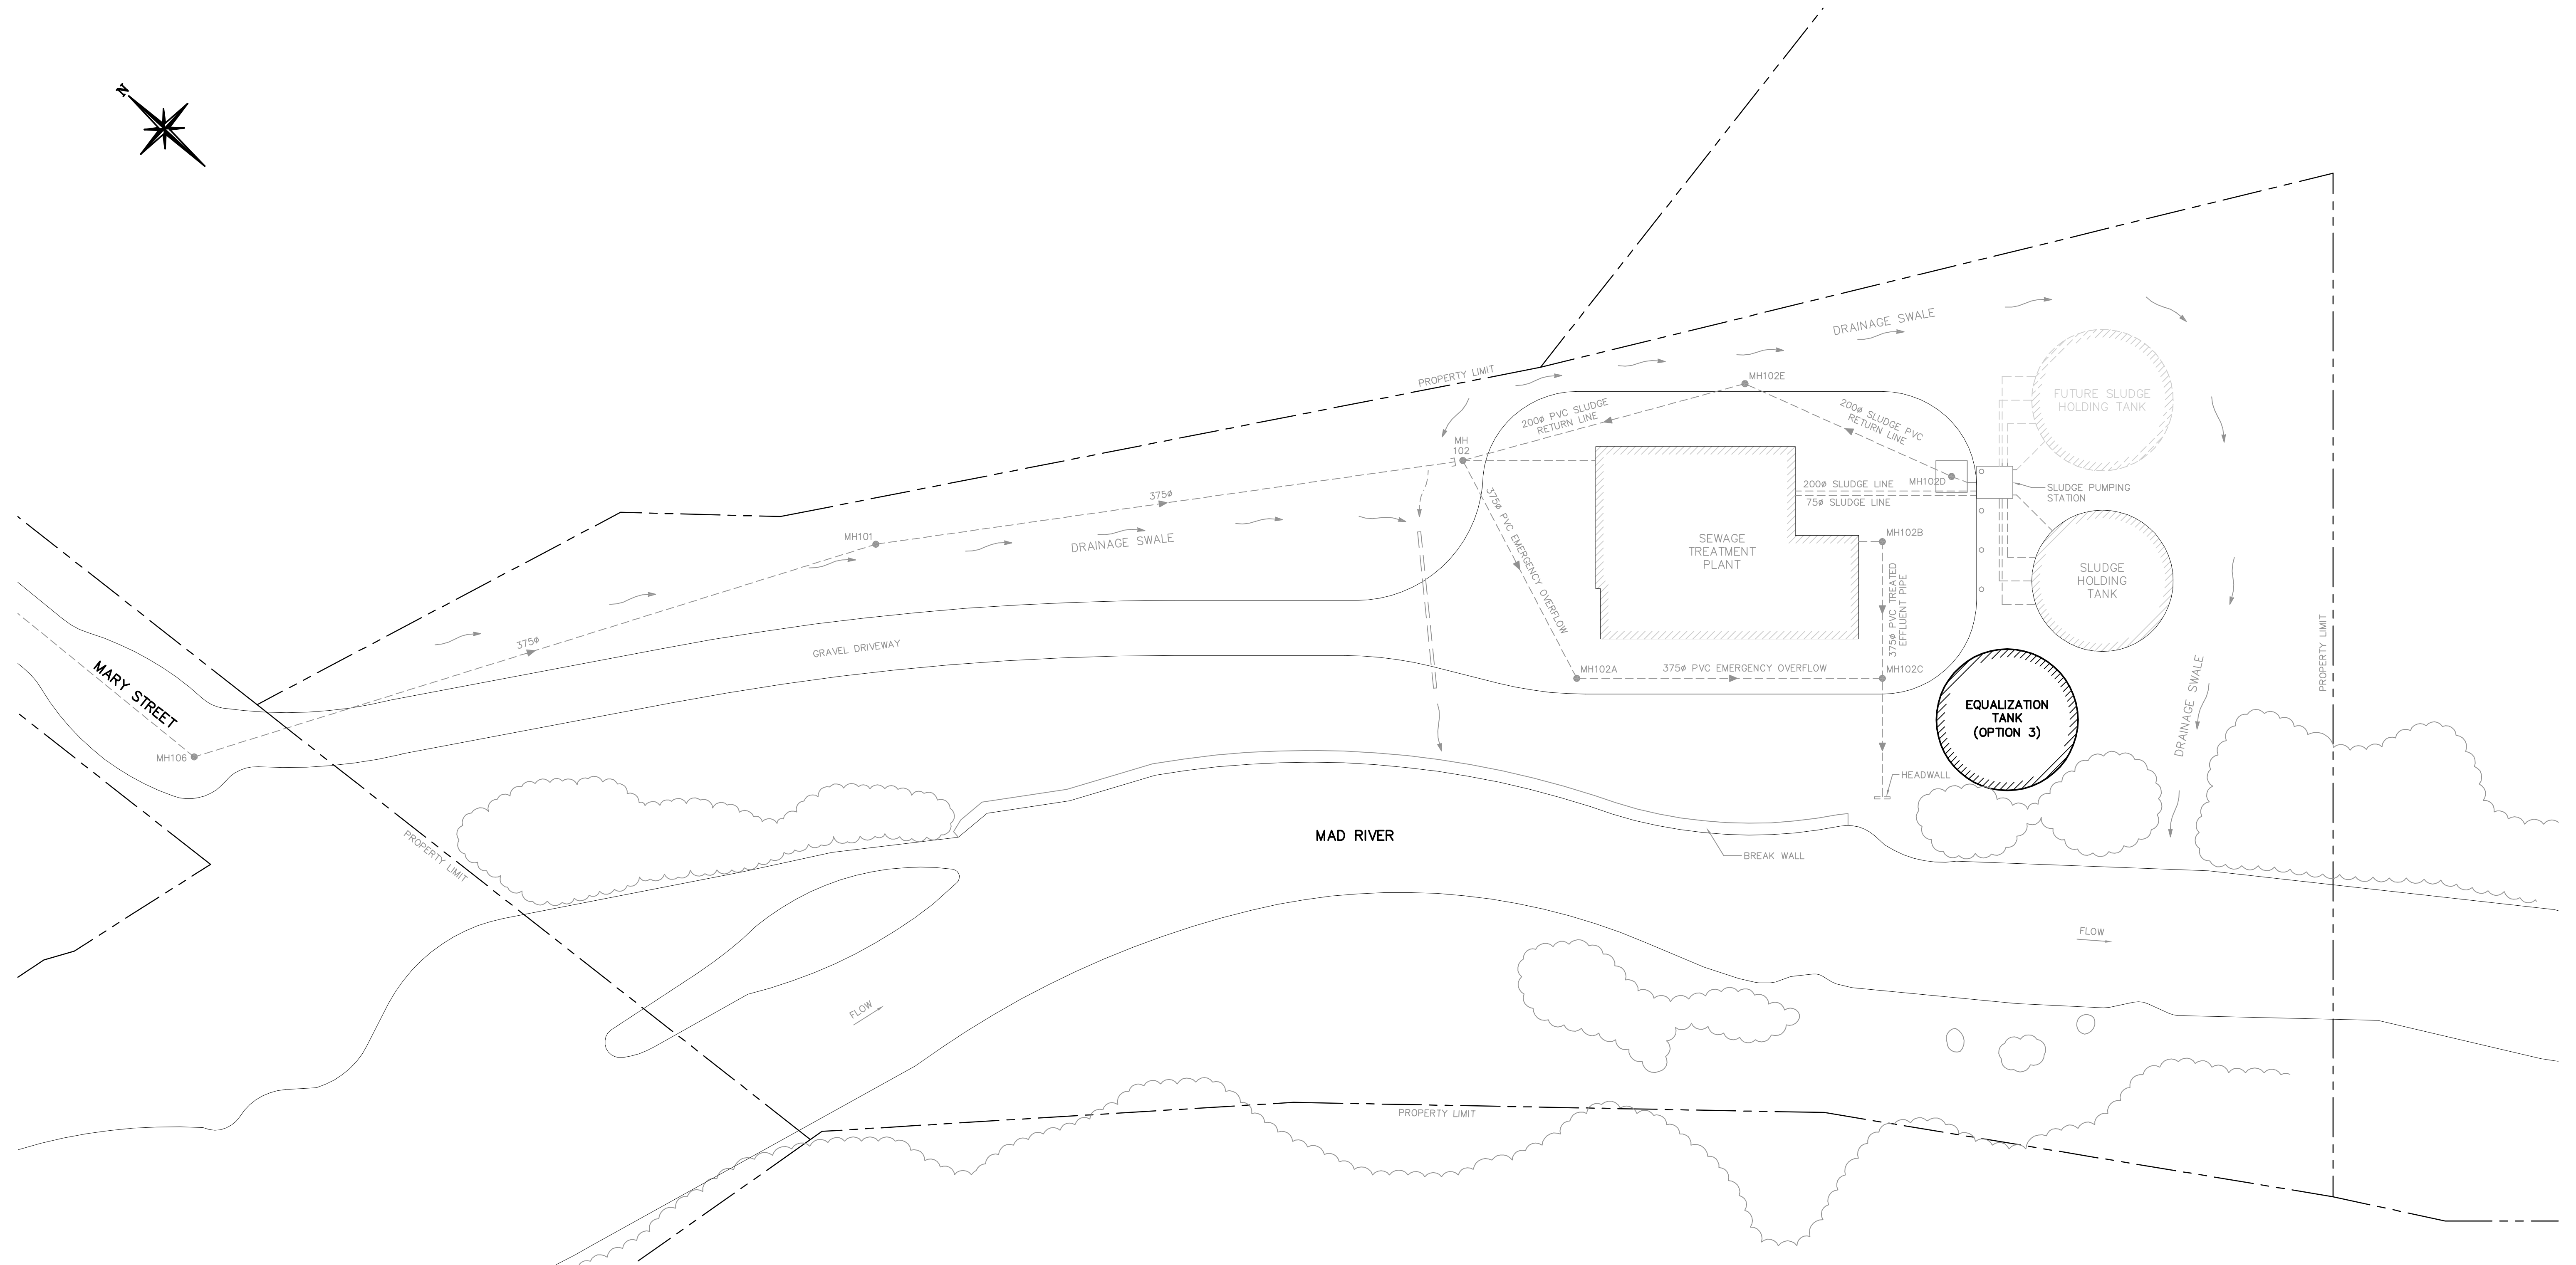 N
DRAINAGE SWALE
PROPERTY LIMIT
MH102E
200ø PVC SLUDGE
RETURN LINE
200ø SLUDGE PVC
RETURN LINE
FUTURE SLUDGE
HOLDING TANK
MH
102
MH102D
200ø SLUDGE LINE
75ø SLUDGE LINE
SLUDGE PUMPING
STATION
375ø
MH101
DRAINAGE SWALE
375ø PVC EMERGENCY OVERFLOW
SEWAGE
TREATMENT
PLANT
MH102B
375ø PVC TREATED
EFFLUENT PIPE
SLUDGE
HOLDING
TANK
375ø
GRAVEL DRIVEWAY
MARY STREET
MH106
MH102A
375ø PVC EMERGENCY OVERFLOW
MH102C
EQUALIZATION
TANK
(OPTION 3)
DRAINAGE SWALE
PROPERTY LIMIT
HEADWALL
PROPERTY LIMIT
MAD RIVER
BREAK WALL
FLOW
FLOW
PROPERTY LIMIT